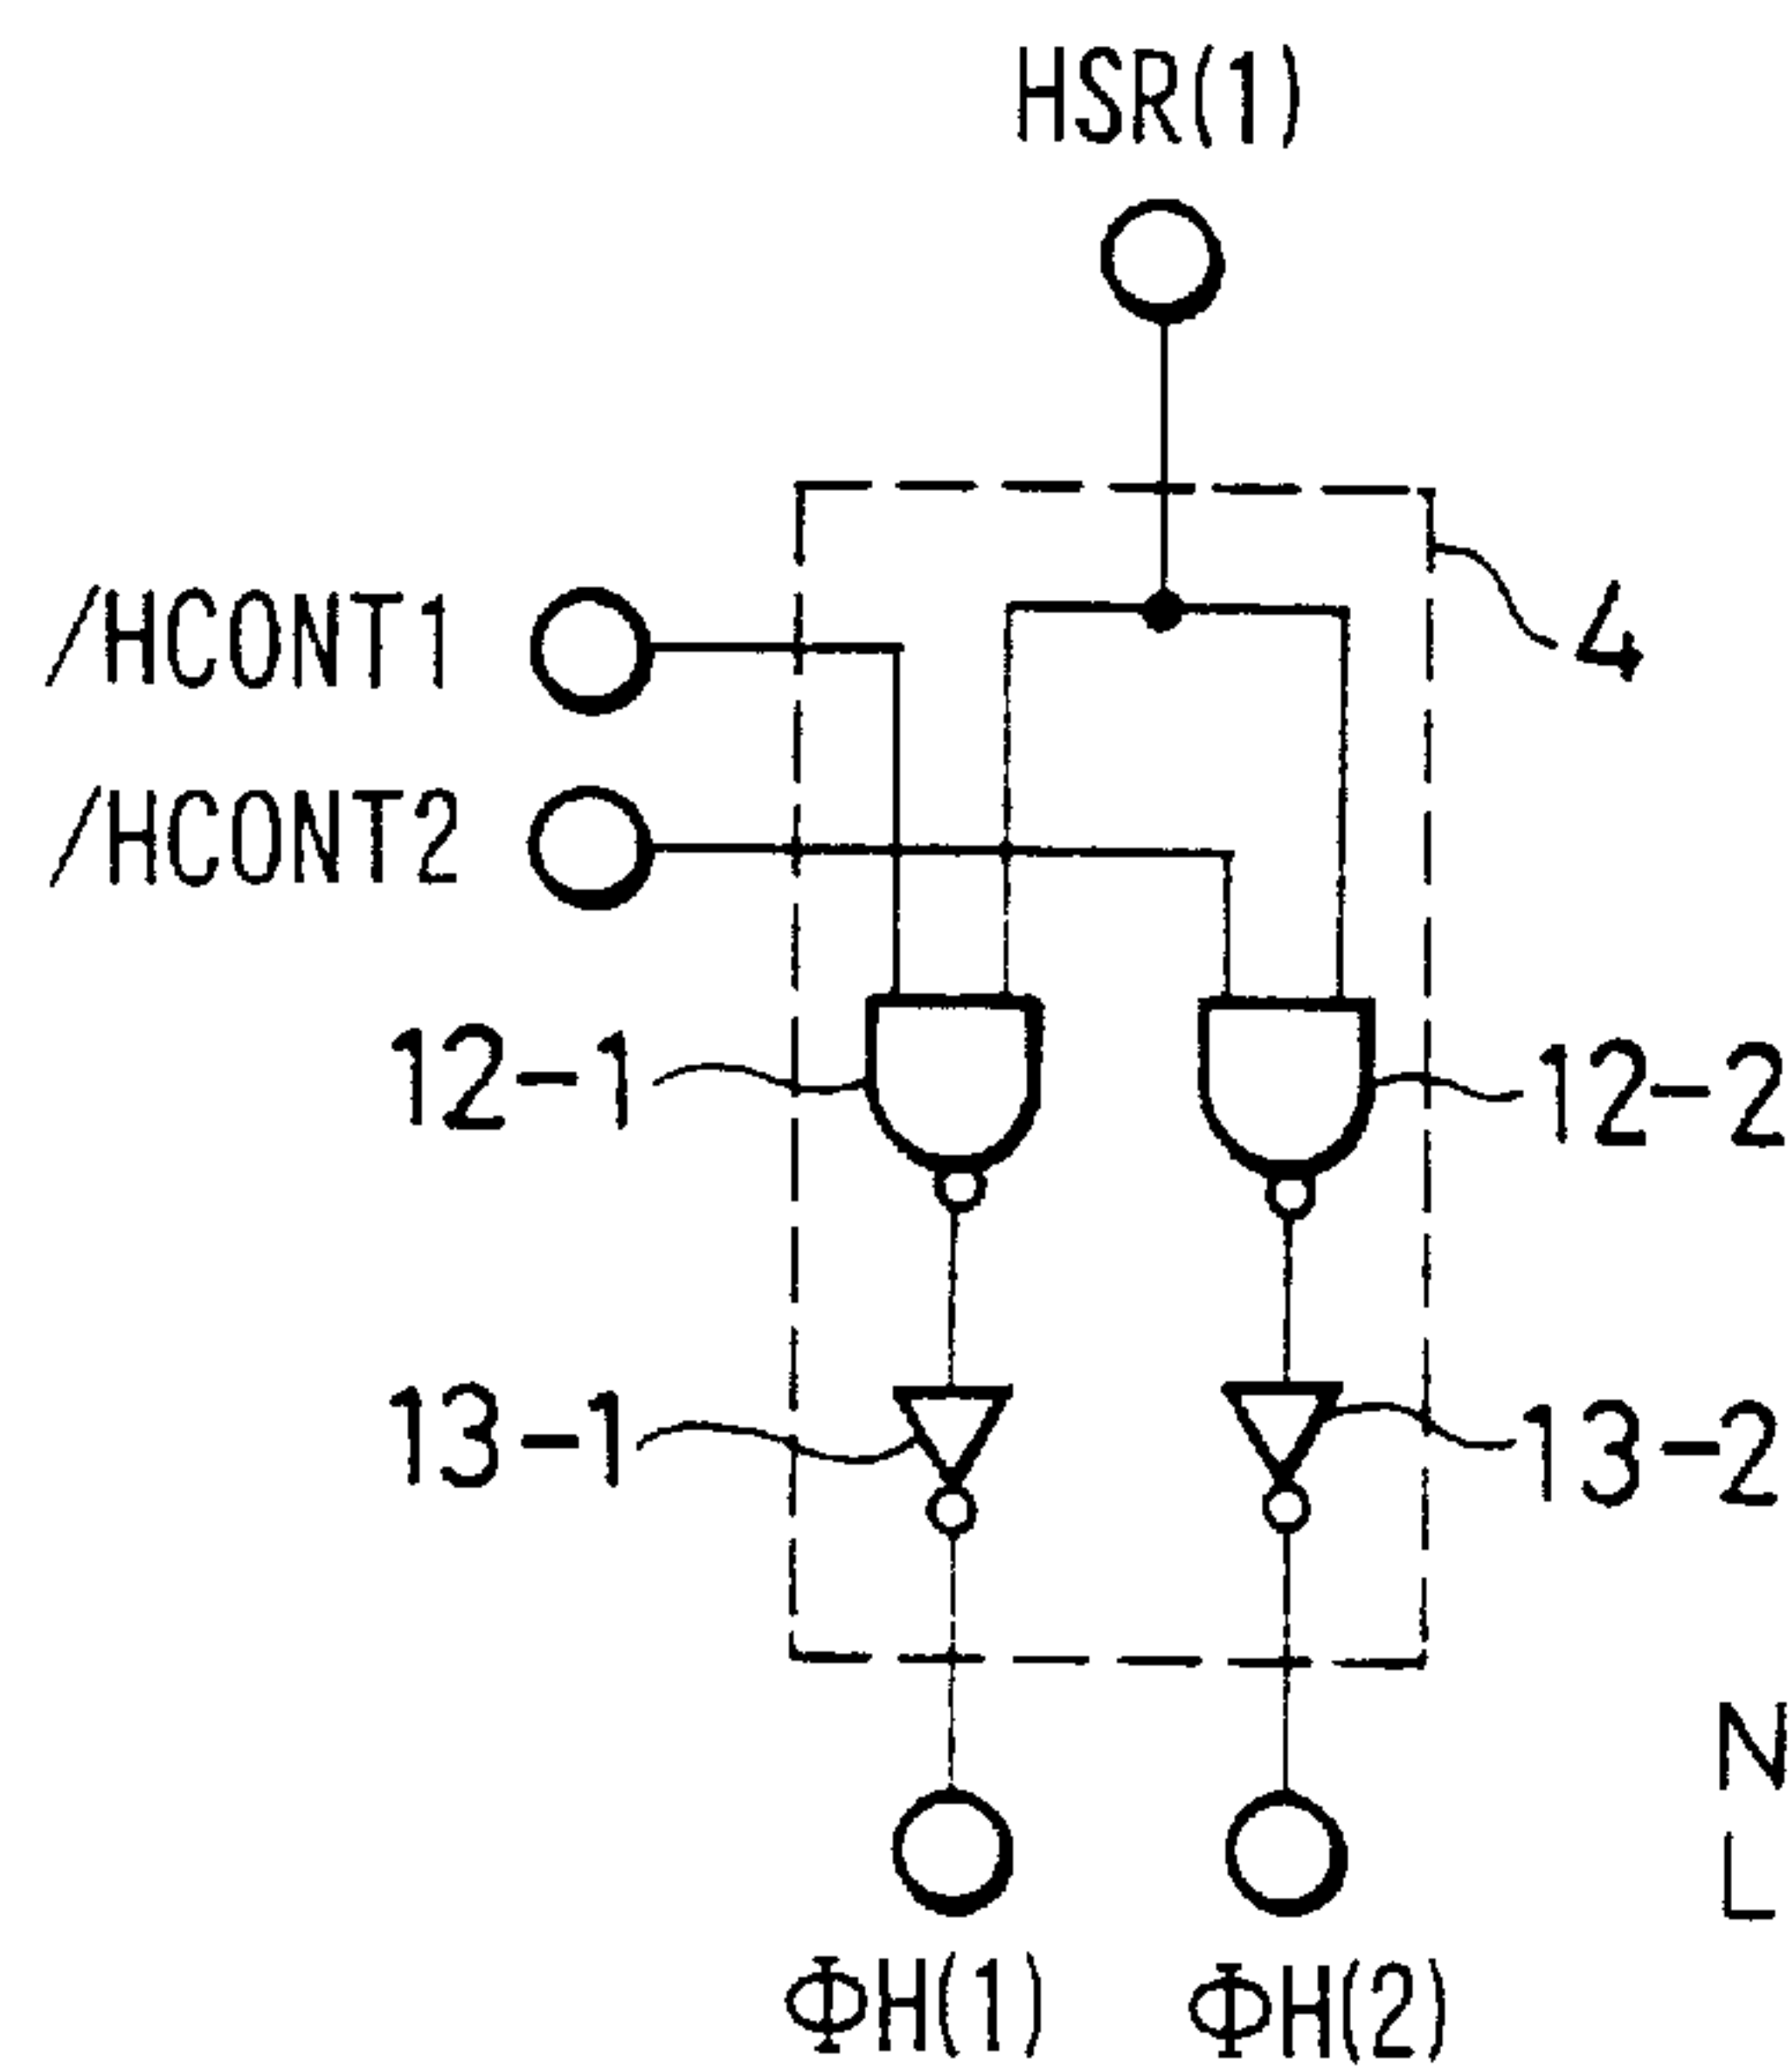 HSR(1)
4
/HCONT1
/HCONT2
12-1
12-2
13-1
13-2
N
L
ΦH(1)
ΦH(2)